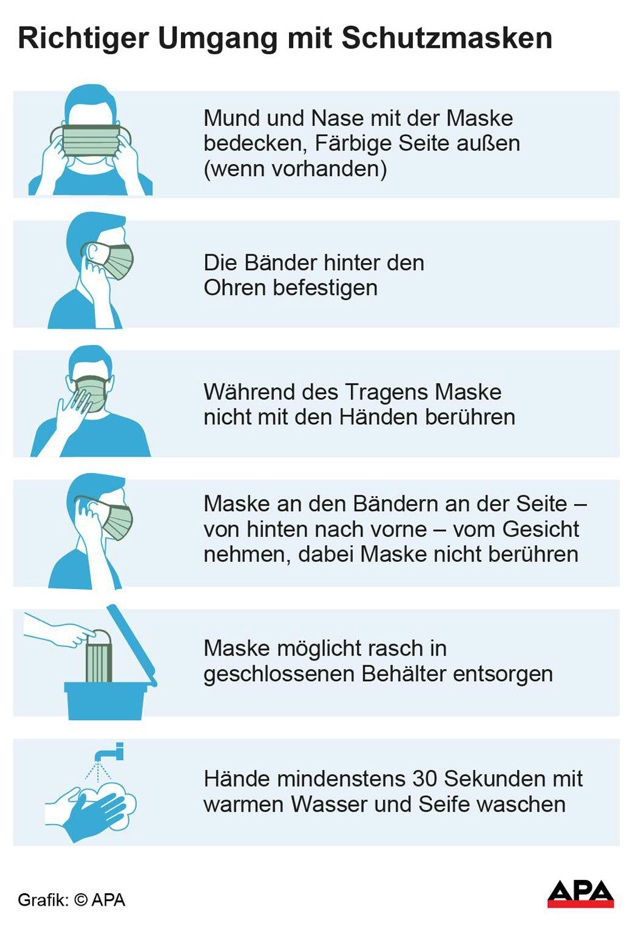 Richtiger Umgang mit Schutzmasken
Mund und Nase mit der Maske
bedecken, Färbige Seite außen
(wenn vorhanden)
Die Bänder hinter den
Ohren befestigen
Während des Tragens Maske
nicht mit den Händen berühren
Maske an den Bändern an der Seite –
von hinten nach vorne – vom Gesicht
nehmen, dabei Maske nicht berühren
Maske möglicht rasch in
geschlossenen Behälter entsorgen
Hände mindenstens 30 Sekunden mit
warmen Wasser und Seife waschen
Grafik: © APA
APA